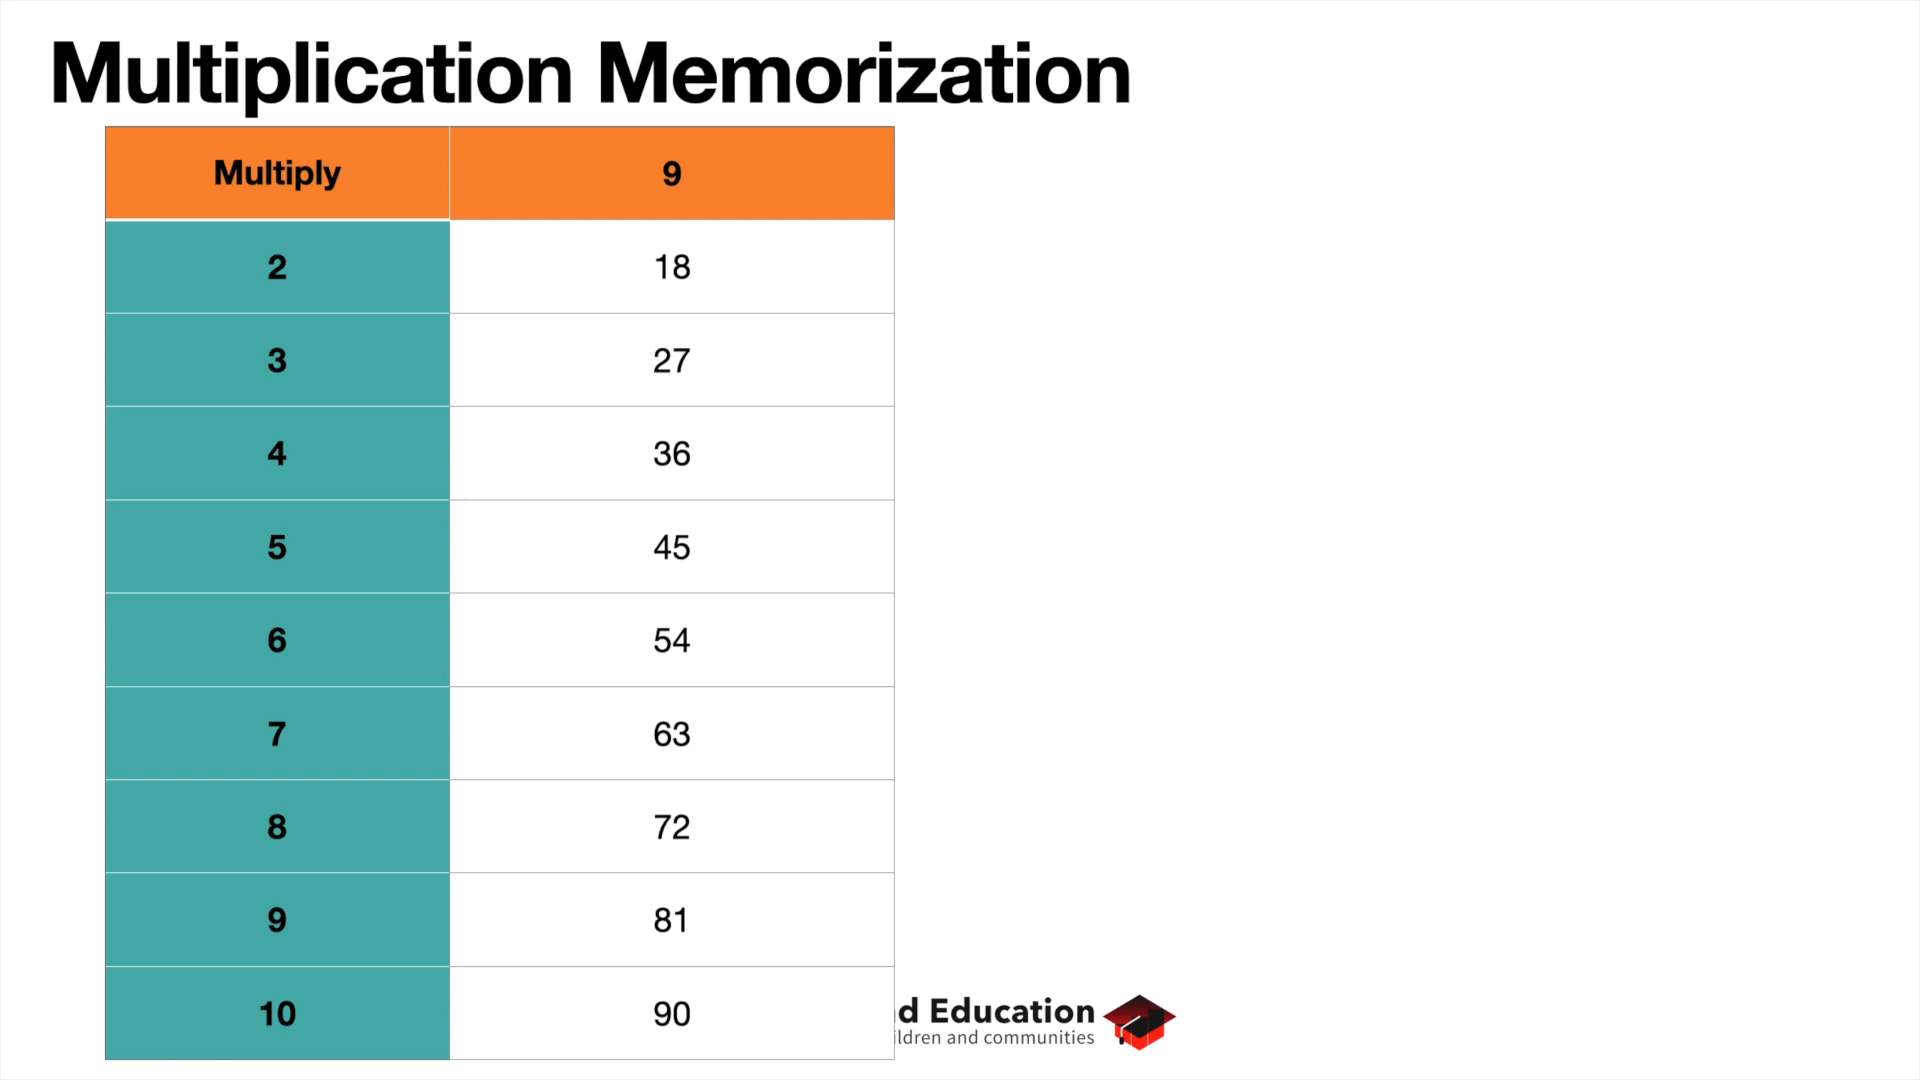 Multiplication Memorization
Multiply 9
2 18
3 27
4 36
5 45
6 54
7 63
8 72
9 81
10 90
Education
and communities